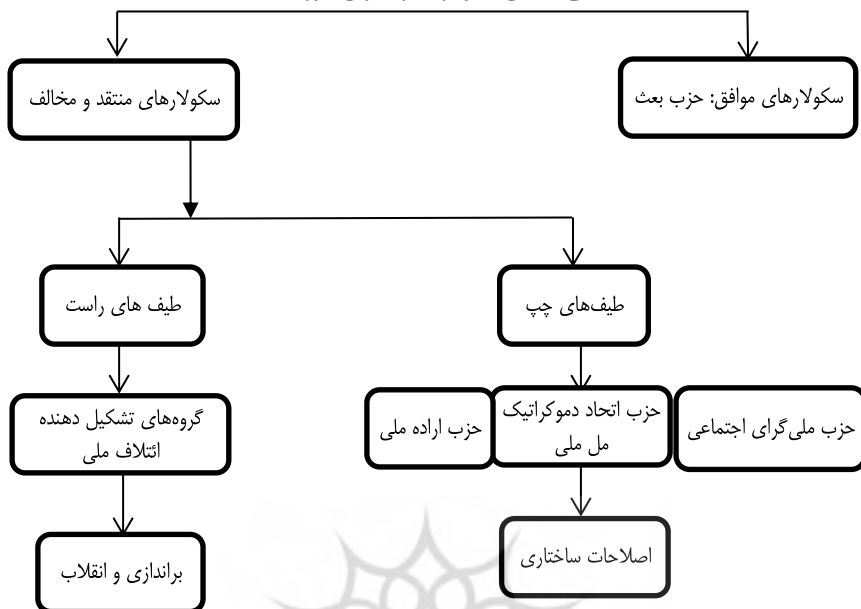 سکولارهای موافق: حزب بعث
سکولارهای منتقد و مخالف
طیف‌های چپ
طیف های راست
حزب ملی‌گرای اجتماعی
حزب اتحاد دموکراتیک
مل ملی
حزب اراده ملی
گروه‌های تشکیل دهنده
ائتلاف ملی
اصلاحات ساختاری
براندازی و انقلاب